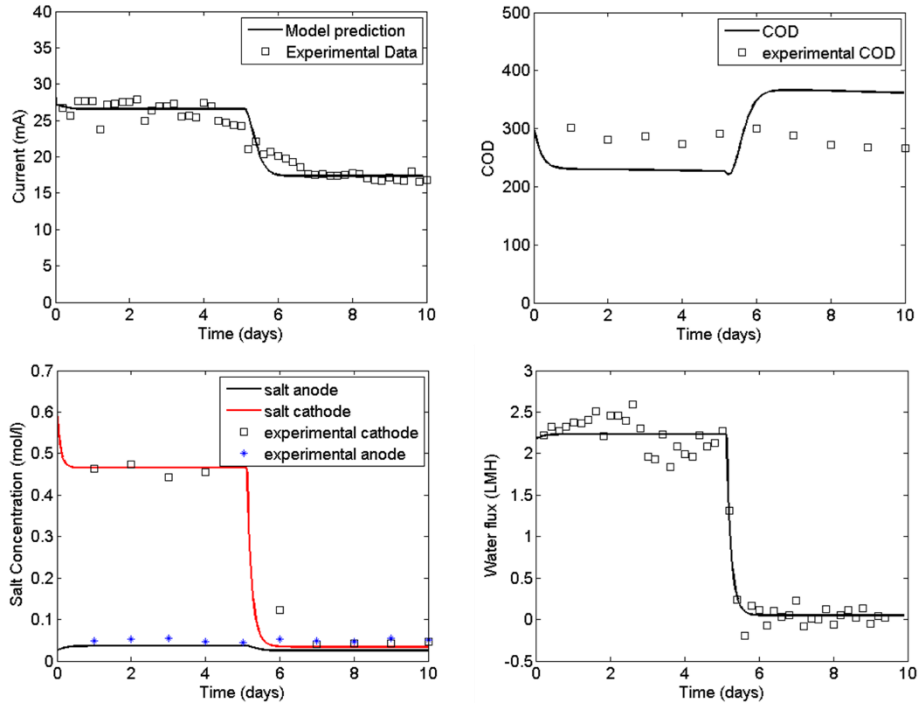 40
35
30
25
20
15
10
5
0
Current (mA)
Model prediction
Experimental Data
0 2 4 6 8 10
Time (days)
500
400
300
200
100
0
COD
COD
experimental COD
0 2 4 6 8 10
Time (days)
0.7
0.6
0.5
0.4
0.3
0.2
0.1
0
Salt Concentration (mol/l)
salt anode
salt cathode
experimental cathode
experimental anode
0 2 4 6 8 10
Time (days)
3
2.5
2
1.5
1
0.5
0
-0.5
Water flux (LMH)
0 2 4 6 8 10
Time (days)